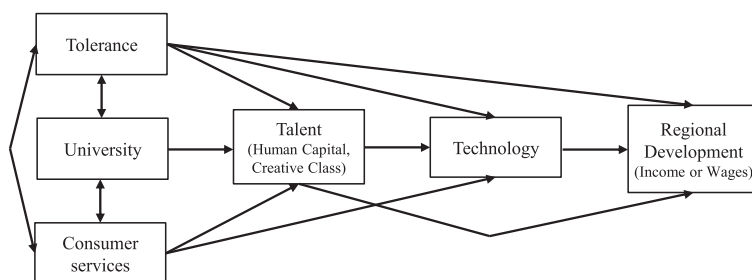 Tolerance
University
Consumer
services
Talent
(Human Capital,
Creative Class)
Technology
Regional
Development
(Income or Wages)